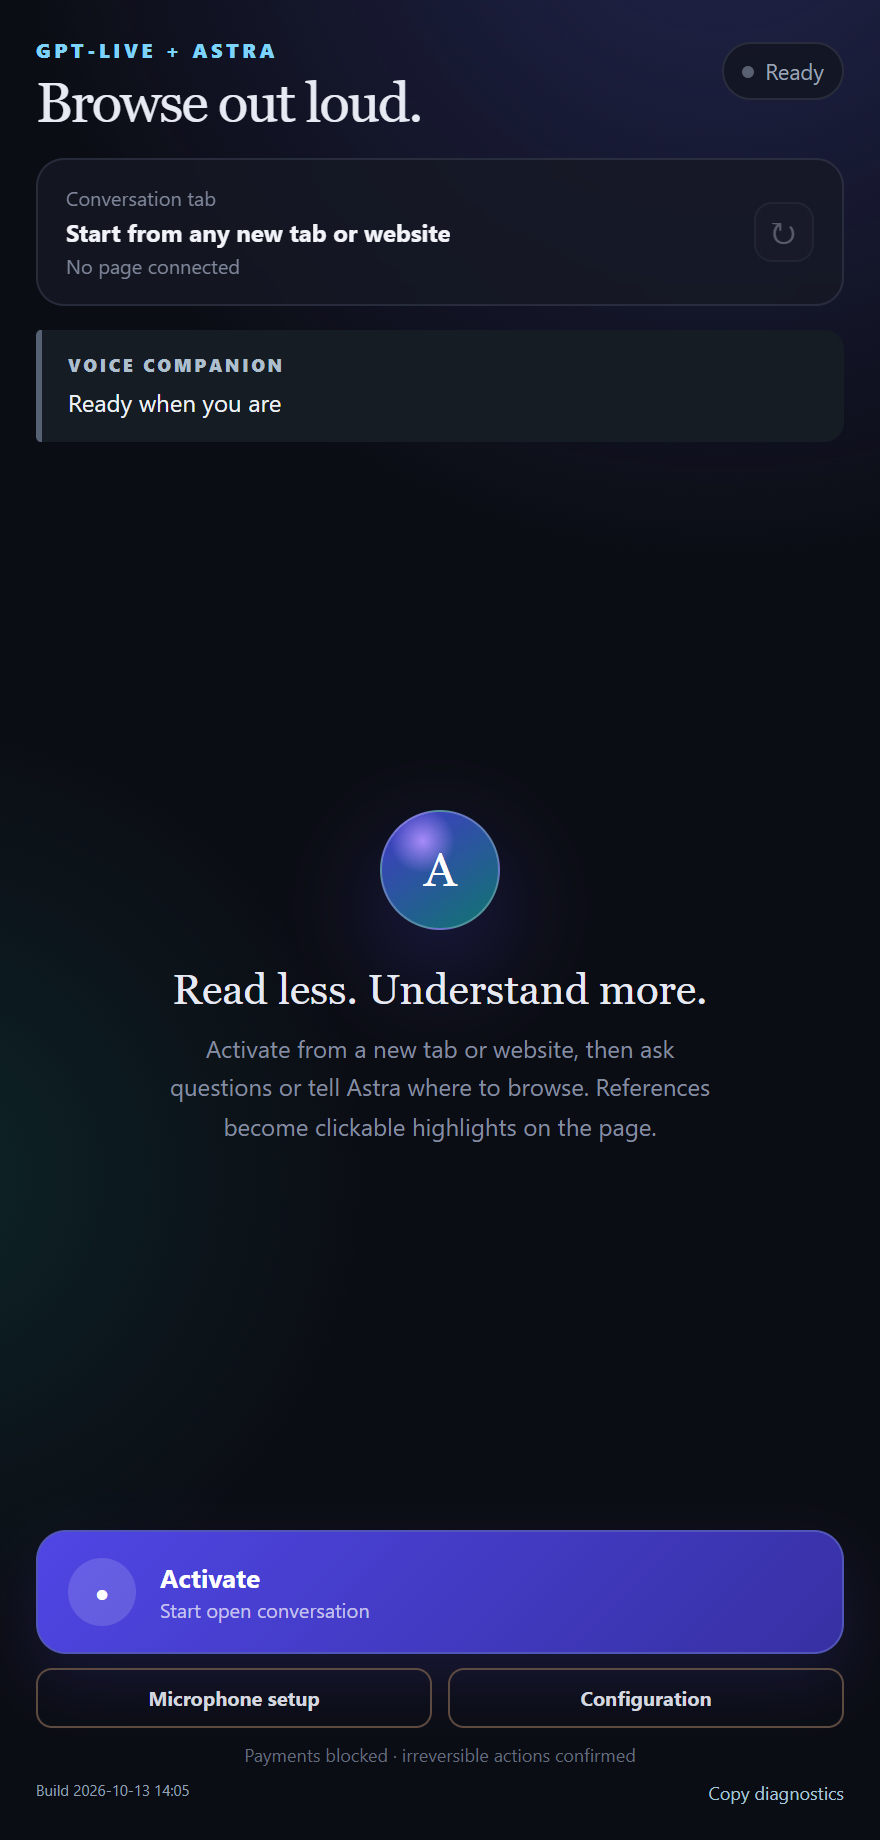 GPT-LIVE + ASTRA
Browse out loud.
Ready
Conversation tab
Start from any new tab or website
No page connected
↻
VOICE COMPANION
Ready when you are
A
Read less. Understand more.
Activate from a new tab or website, then ask
questions or tell Astra where to browse. References
become clickable highlights on the page.
Activate
Start open conversation
Microphone setup
Configuration
Payments blocked · irreversible actions confirmed
Build 2026-10-13 14:05
Copy diagnostics